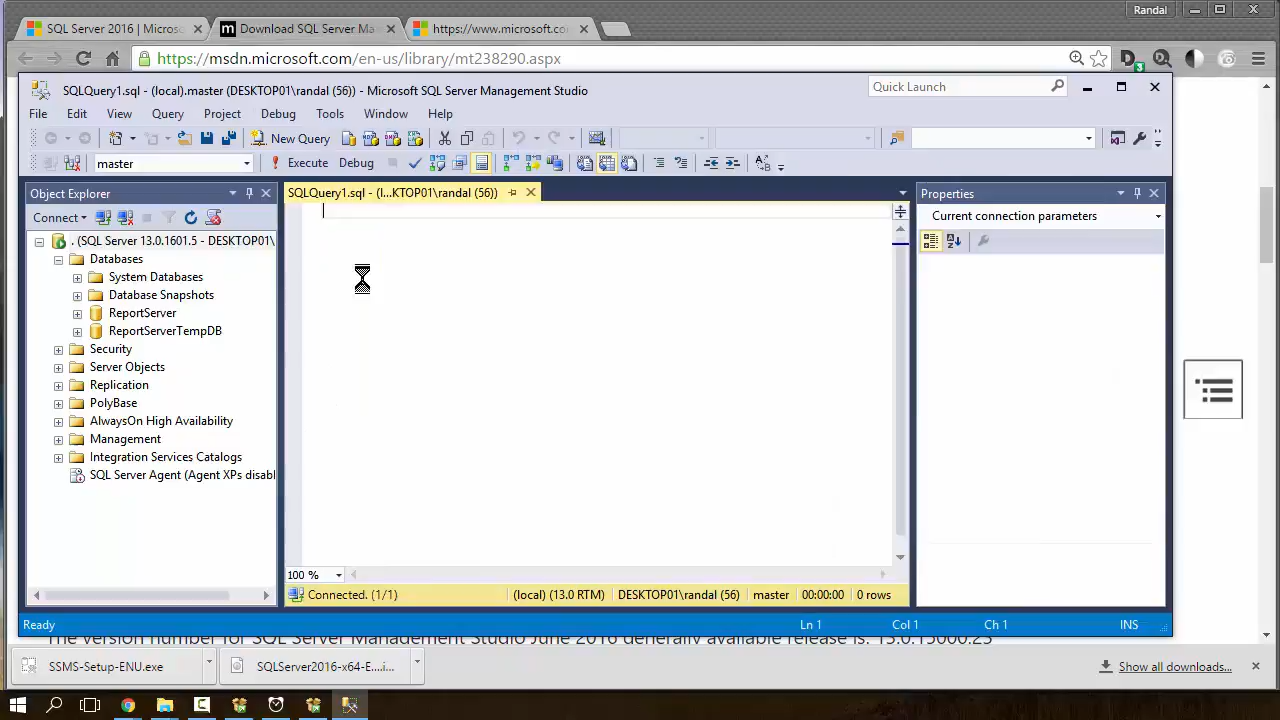 Randal
SQL Server 2016 | Micros
Download SQL Server Ma
https://www.microsoft.co
https://msdn.microsoft.com/en-us/library/mt238290.aspx
3
SQLQuery1.sql - (local).master (DESKTOP01\randal (56)) - Microsoft SQL Server Management Studio
Quick Launch
File Edit View Query Project Debug Tools Window Help
New Query
master
Execute Debug
Object Explorer
SQLQuery1.sql - (l...KTOP01\randal (56))
Properties
Connect
Current connection parameters
. (SQL Server 13.0.1601.5 - DESKTOP01\
Databases
System Databases
Database Snapshots
ReportServer
ReportServerTempDB
Security
Server Objects
Replication
PolyBase
AlwaysOn High Availability
Management
Integration Services Catalogs
SQL Server Agent (Agent XPs disabl
100 %
Connected. (1/1) (local) (13.0 RTM) DESKTOP01\randal (56) master 00:00:00 0 rows
Ready Ln 1 Col 1 Ch 1 INS
The version number for SQL Server Management Studio June 2016 generally available release is: 13.0.15000.23
SSMS-Setup-ENU.exe
SQLServer2016-x64-E....i...
Show all downloads...